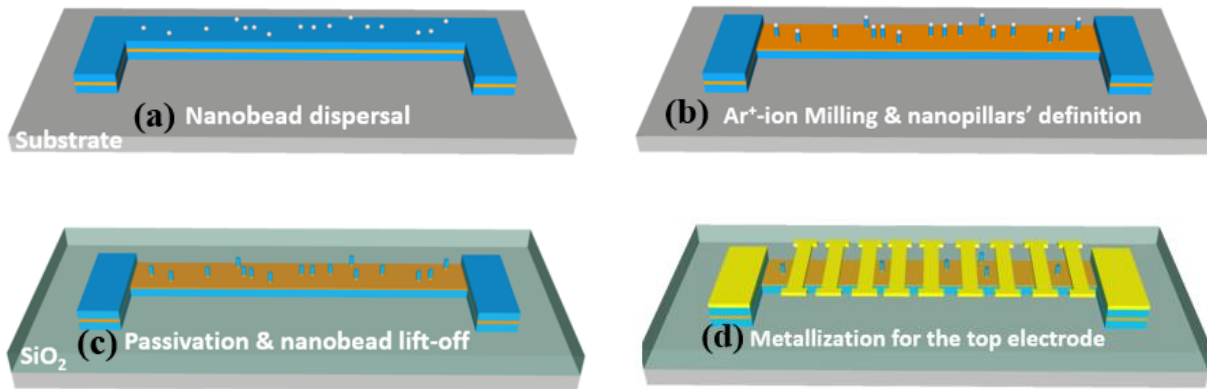 (a) Nanobead dispersal
Substrate
(b) Ar⁺-ion Milling & nanopillars’ definition
(c) Passivation & nanobead lift-off
SiO₂
(d) Metallization for the top electrode